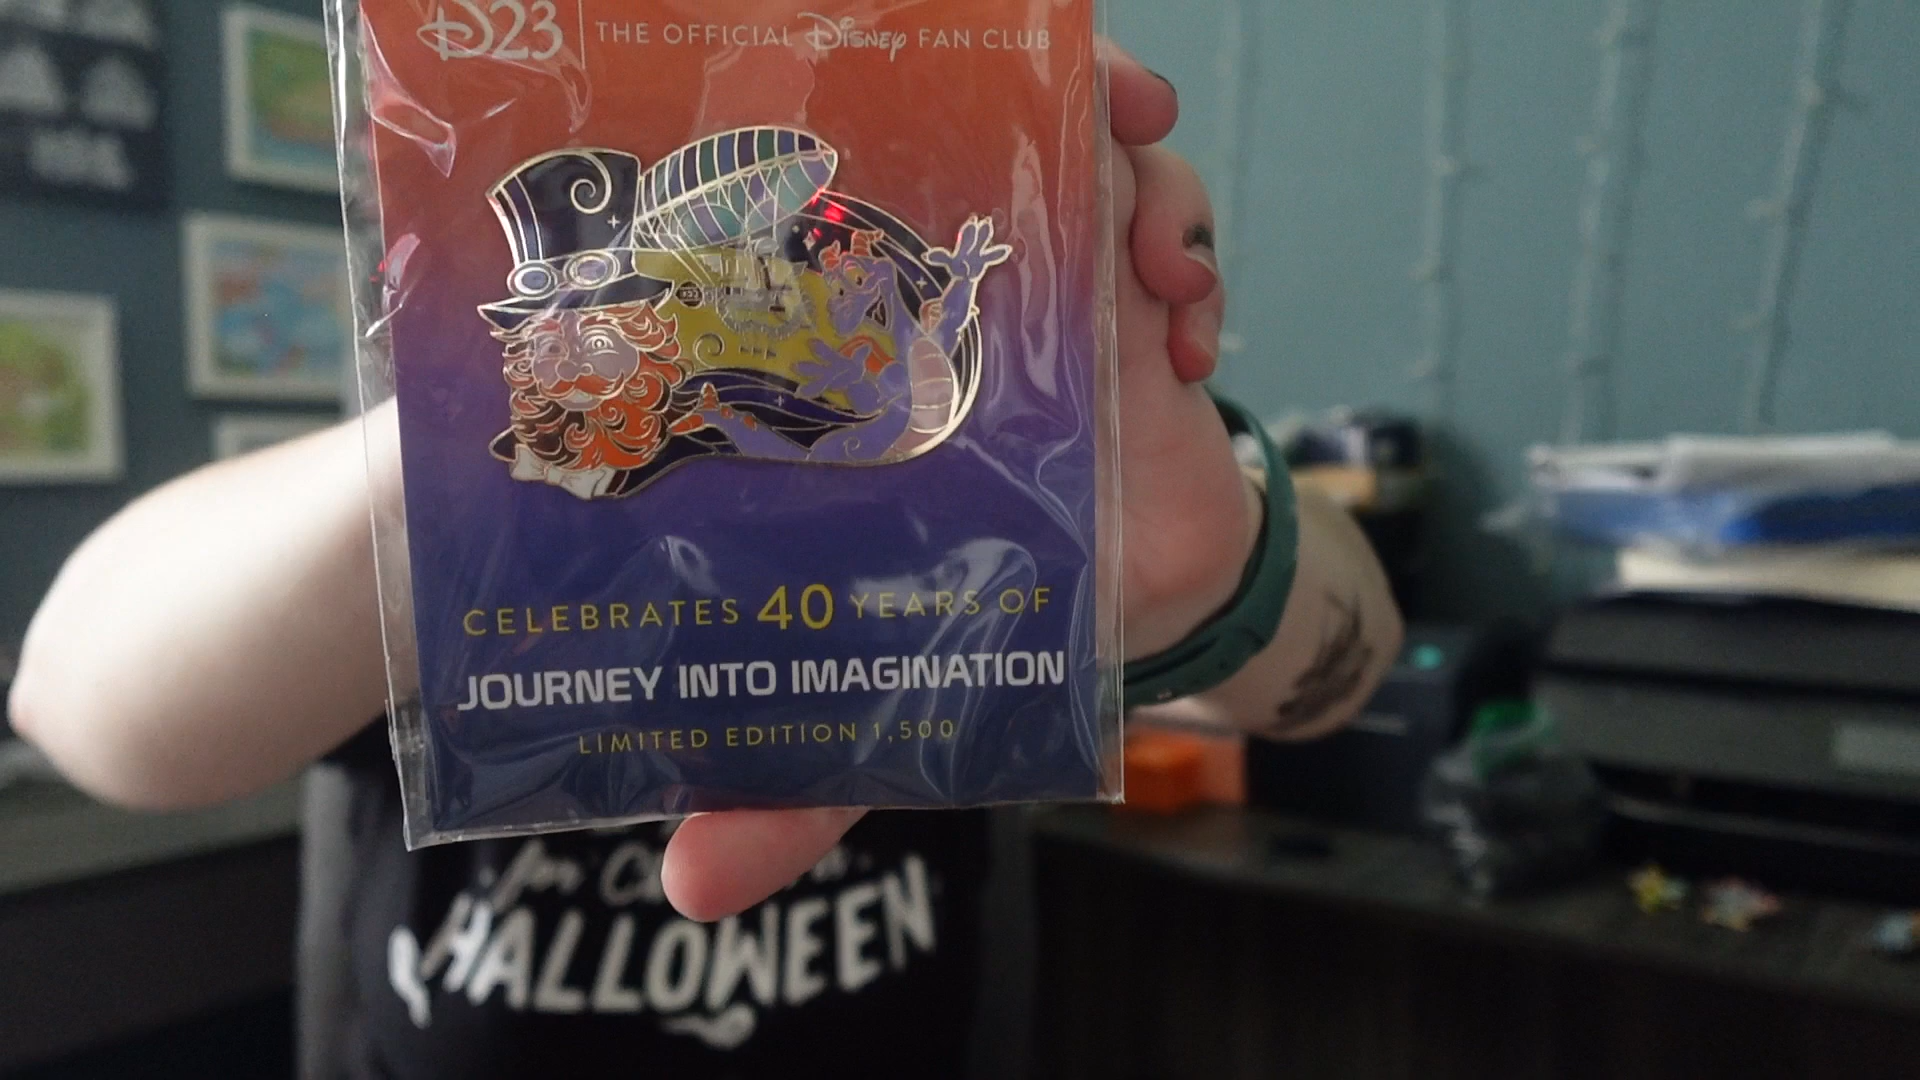 D23 | THE OFFICIAL Disney FAN CLUB
CELEBRATES 40 YEARS OF
JOURNEY INTO IMAGINATION
LIMITED EDITION 1,500
HALLOWEEN